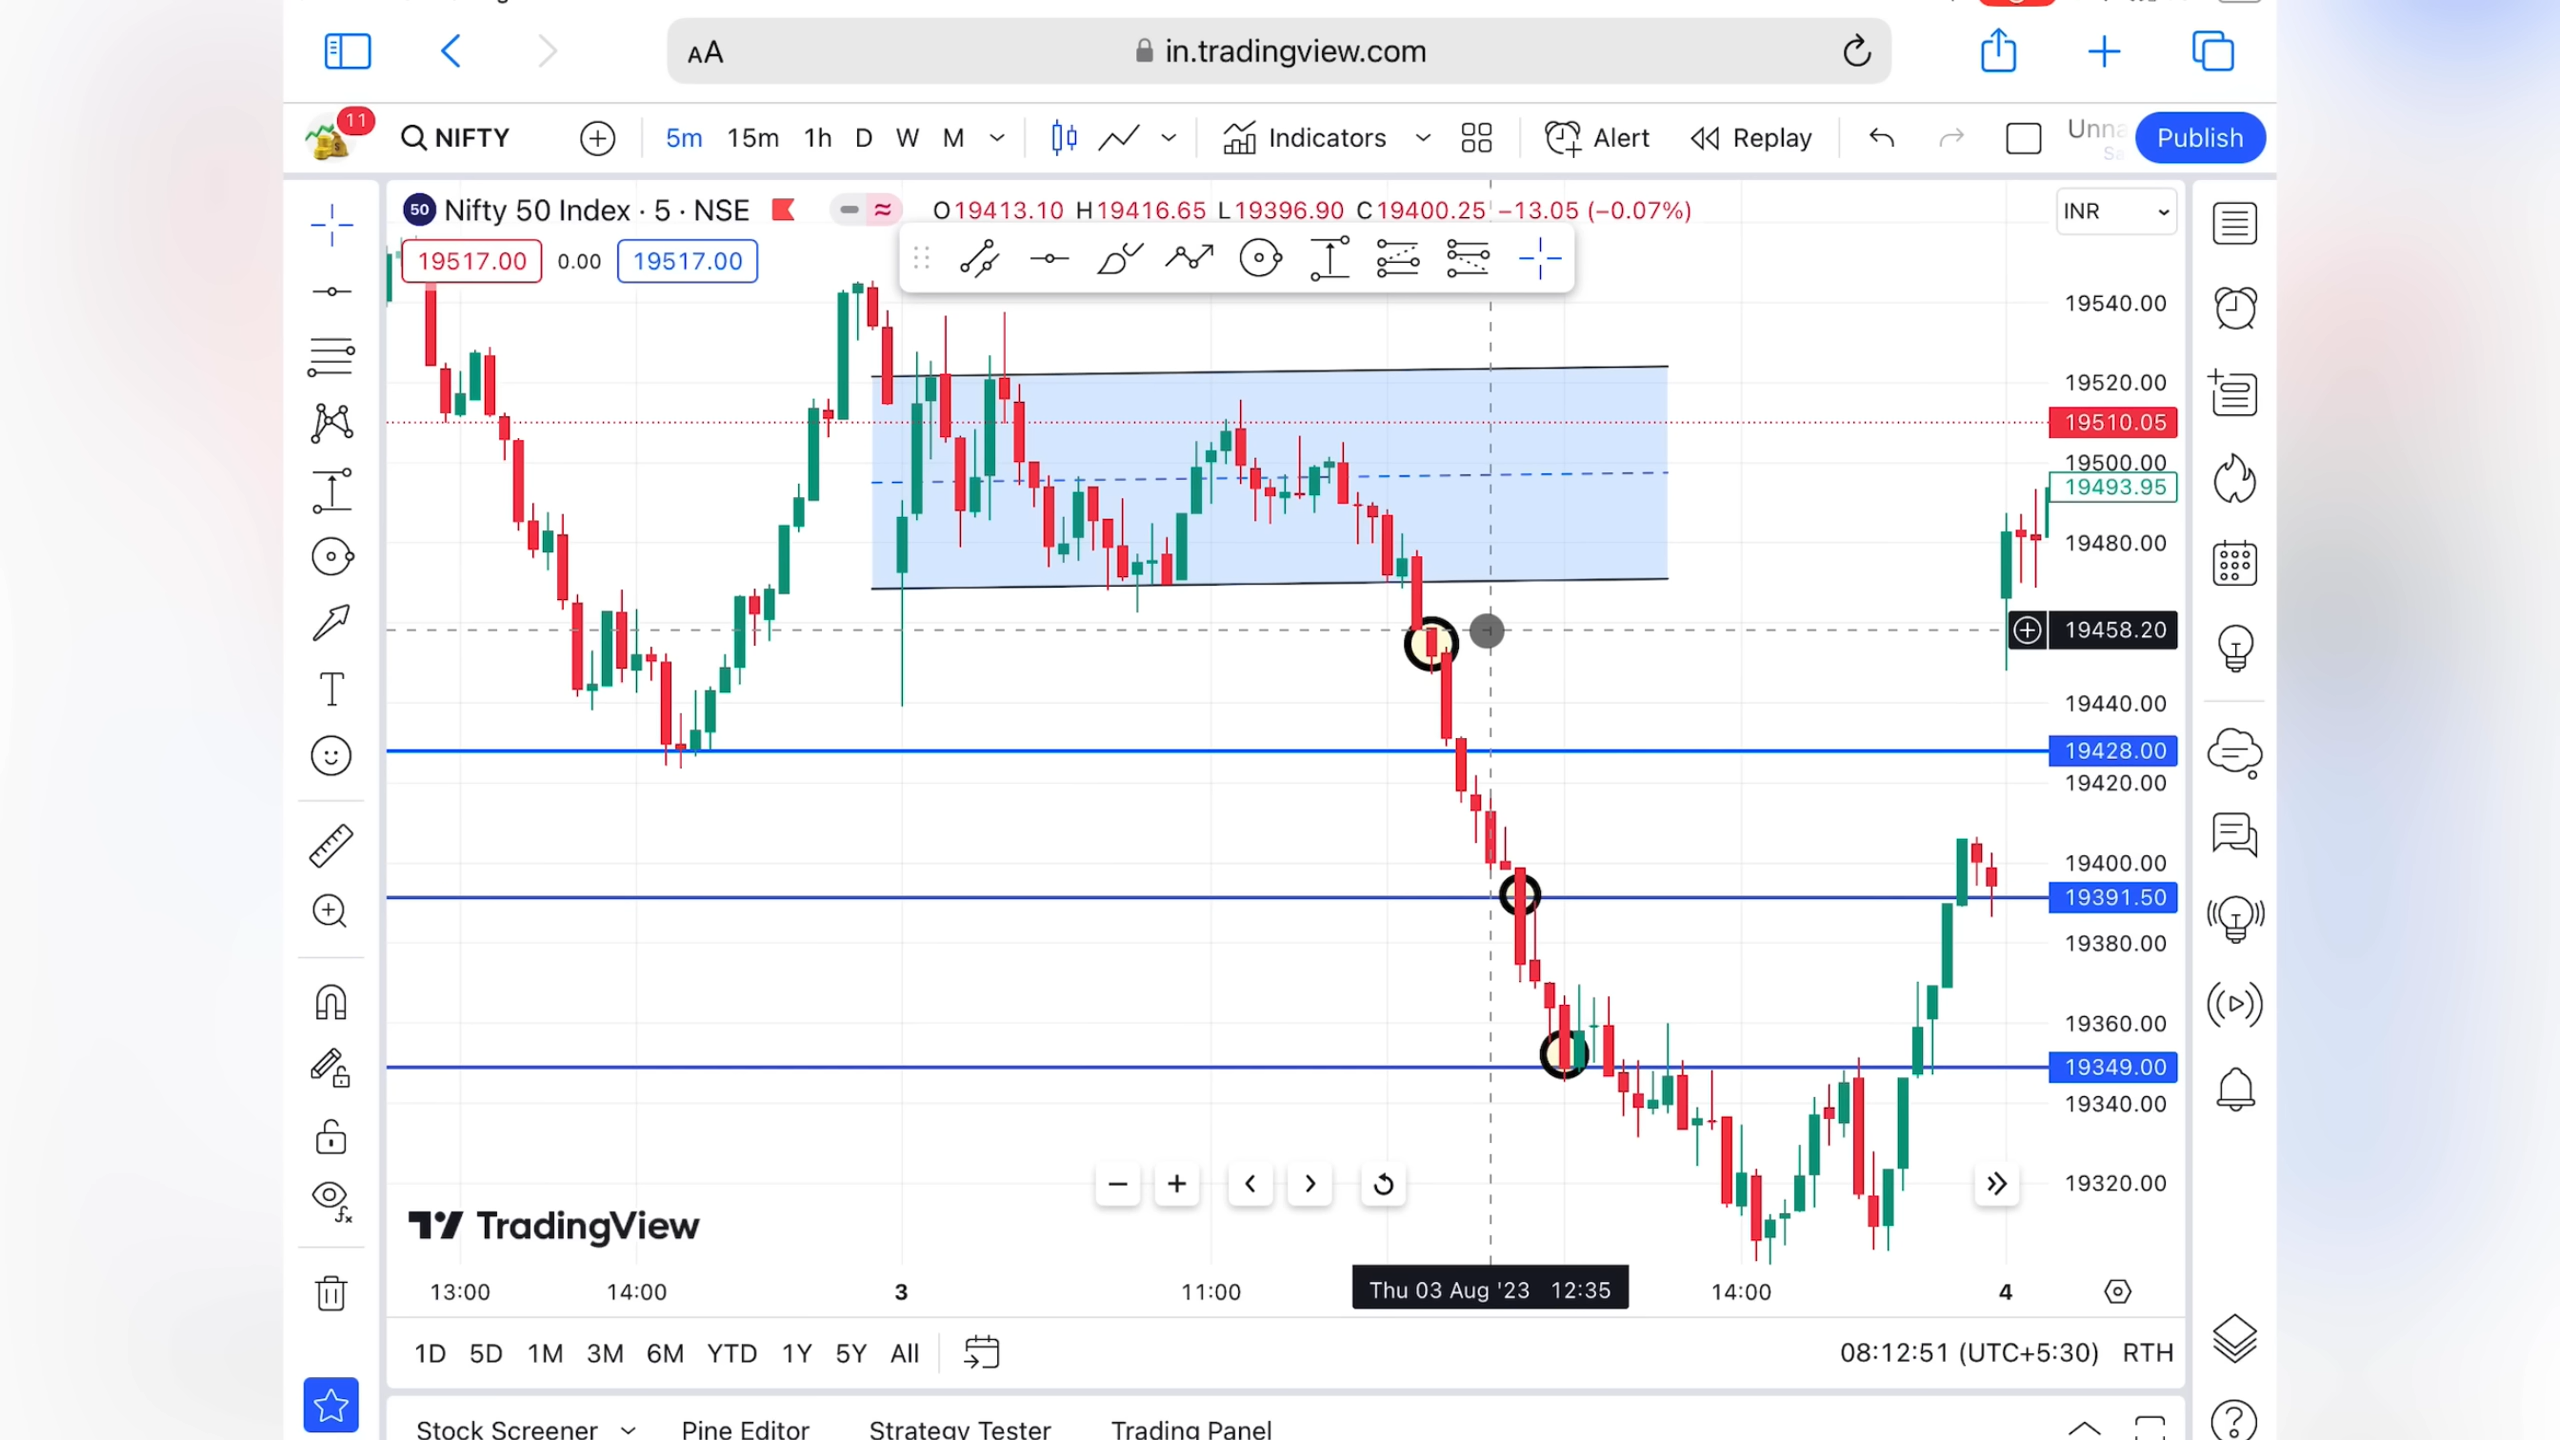 AA
in.tradingview.com
11
NIFTY
5m 15m 1h D W M
Indicators
Alert
Replay
Unna
Sa
Publish
50 Nifty 50 Index · 5 · NSE
O19413.10 H19416.65 L19396.90 C19400.25 −13.05 (−0.07%)
INR
19517.00 0.00 19517.00
19540.00
19520.00
19510.05
19500.00
19493.95
19480.00
19458.20
19440.00
19428.00
19420.00
19400.00
19391.50
19380.00
19360.00
19349.00
19340.00
19320.00
TradingView
13:00 14:00 3 11:00 Thu 03 Aug '23 12:35 14:00 4
1D 5D 1M 3M 6M YTD 1Y 5Y All
08:12:51 (UTC+5:30) RTH
Stock Screener Pine Editor Strategy Tester Trading Panel